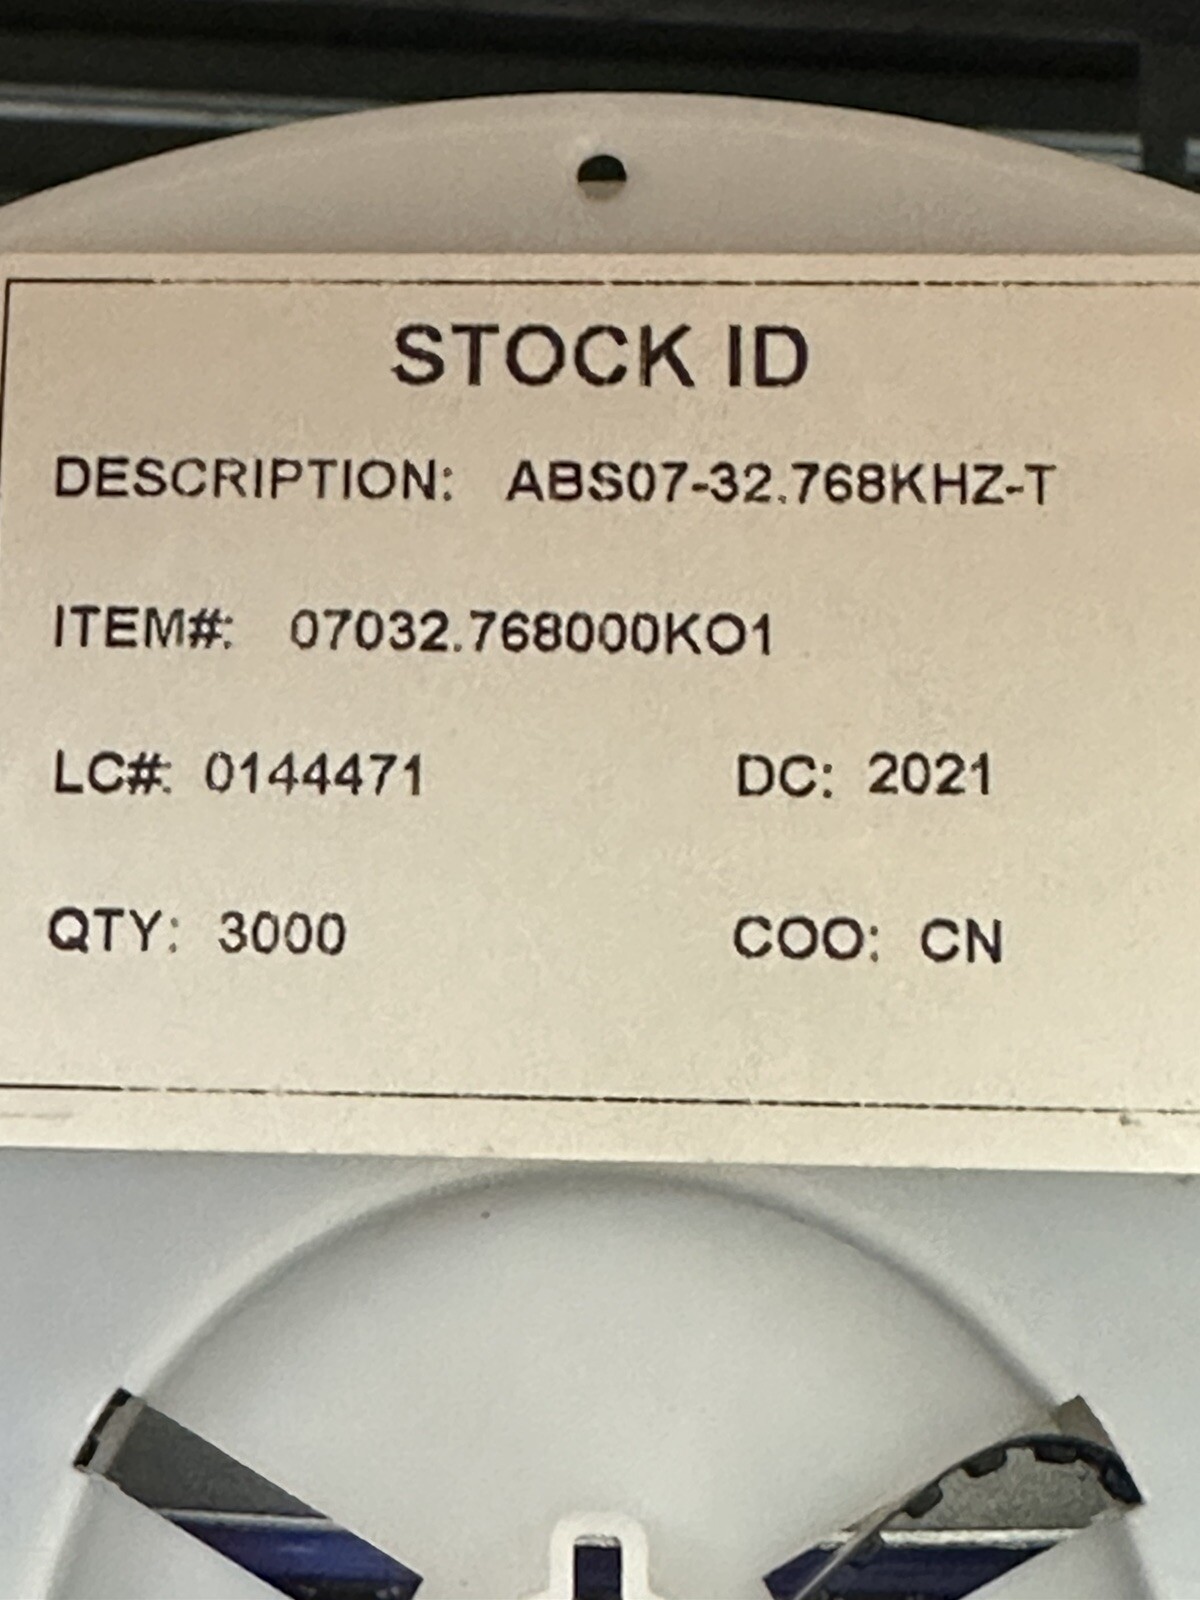 STOCK ID
DESCRIPTION: ABS07-32.768KHZ-T
ITEM#: 07032.768000KO1
LC#: 0144471 DC: 2021
QTY: 3000 COO: CN